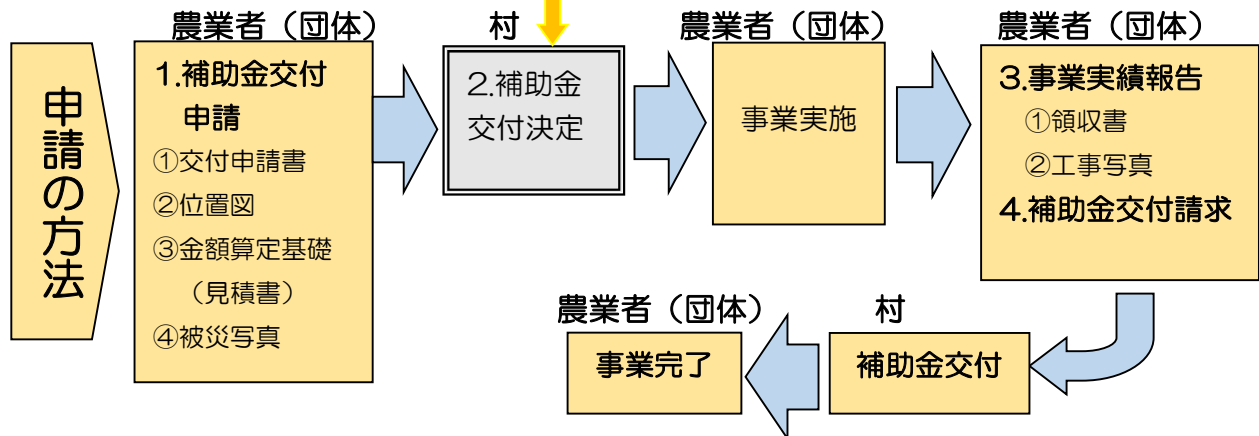 申請の方法
農業者（団体）
1.補助金交付
申請
①交付申請書
②位置図
③金額算定基礎
（見積書）
④被災写真
村
2.補助金
交付決定
農業者（団体）
事業実施
農業者（団体）
3.事業実績報告
①領収書
②工事写真
4.補助金交付請求
村
補助金交付
農業者（団体）
事業完了